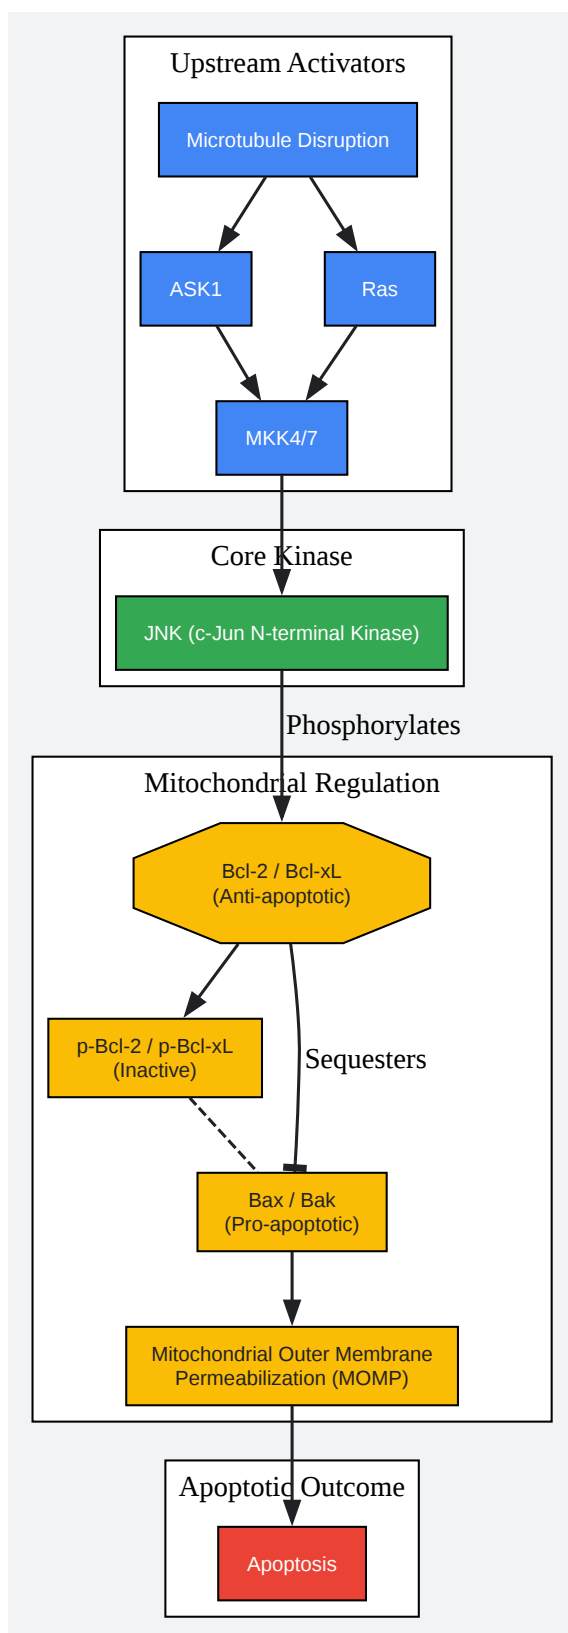 Upstream Activators
Microtubule Disruption
ASK1
Ras
MKK4/7
Core Kinase
JNK (c-Jun N-terminal Kinase)
Phosphorylates
Mitochondrial Regulation
Bcl-2 / Bcl-xL
(Anti-apoptotic)
p-Bcl-2 / p-Bcl-xL
(Inactive)
Sequesters
Bax / Bak
(Pro-apoptotic)
Mitochondrial Outer Membrane
Permeabilization (MOMP)
Apoptotic Outcome
Apoptosis